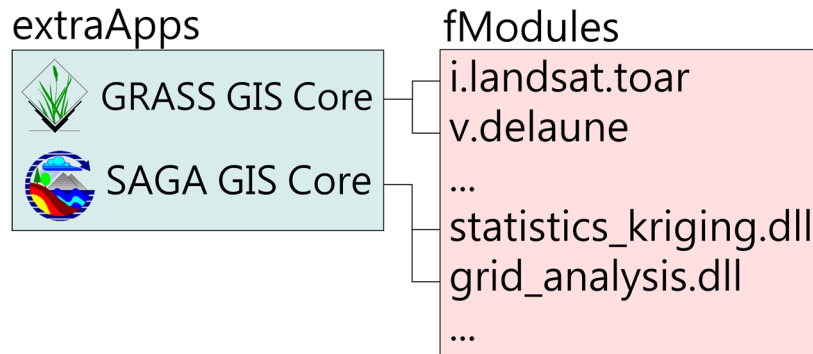 extraApps
GRASS GIS Core
SAGA GIS Core
fModules
i.landsat.toar
v.delaune
...
statistics_kriging.dll
grid_analysis.dll
...